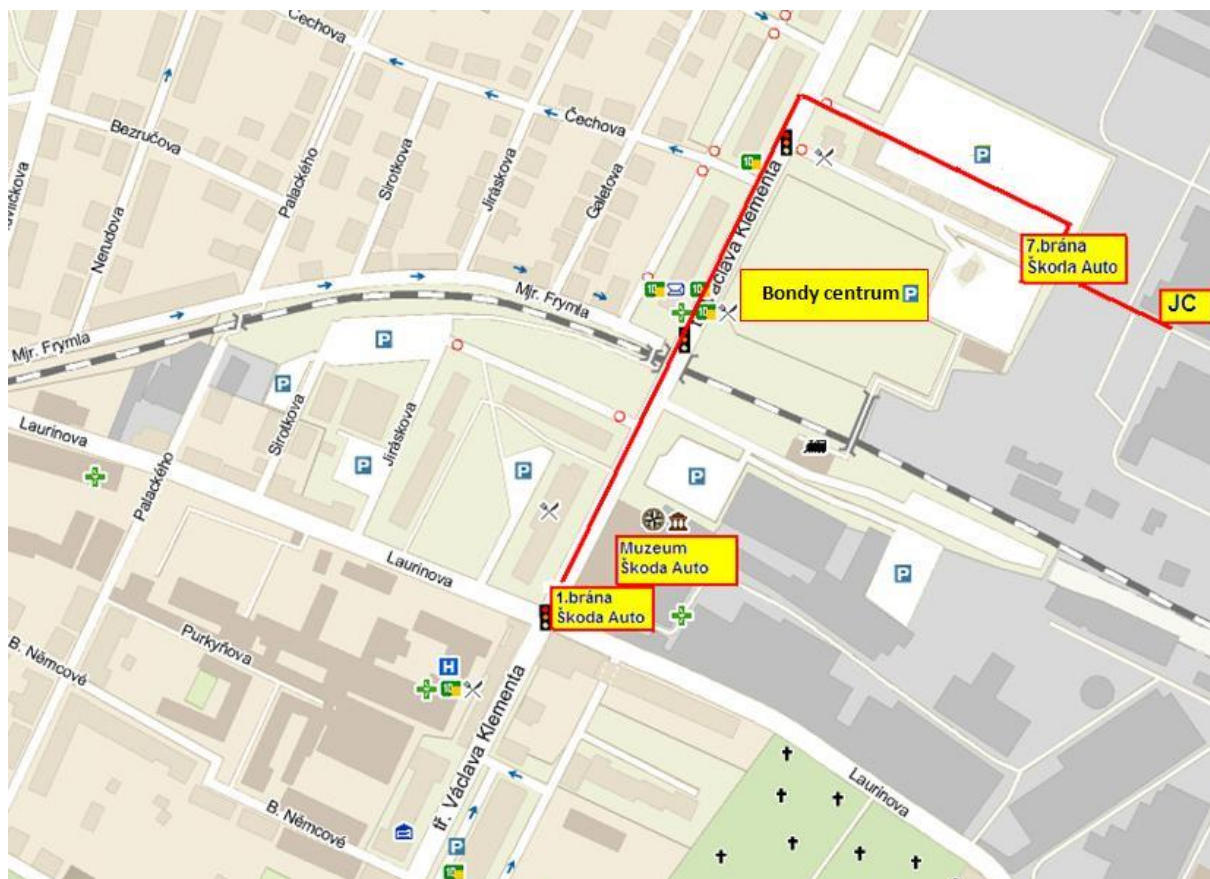 Čechova
Bezručova
Palackého
Sirotkova
Jiráskova
Galetova
Čechova
Nerudova
tř. Václava Klementa
P
7.brána
Škoda Auto
Bondy centrum P
JC
Mjr. Frymla
Mjr. Frymla
P
P
Laurinova
Palackého
Sirotkova
Jiráskova
P
P
P
Muzeum
Škoda Auto
P
Laurinova
1.brána
Škoda Auto
Purkyňova
B. Němcové
H
tř. Václava Klementa
Laurinova
B. Němcové
P